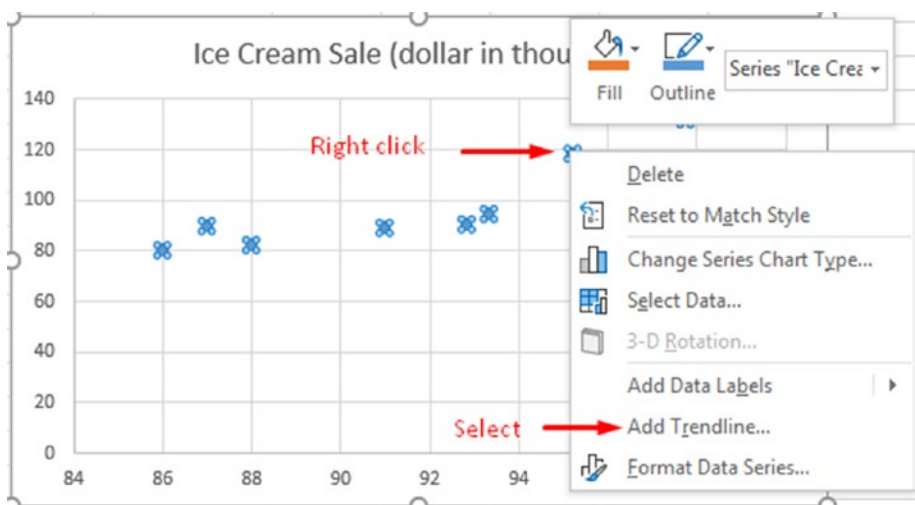 Ice Cream Sale (dollar in thou
Fill
Outline
Series "Ice Crea
140
120
100
80
60
40
20
0
84
86
88
90
92
94
Right click
Delete
Reset to Match Style
Change Series Chart Type...
Select Data...
3-D Rotation...
Add Data Labels
Select
Add Trendline...
Format Data Series...